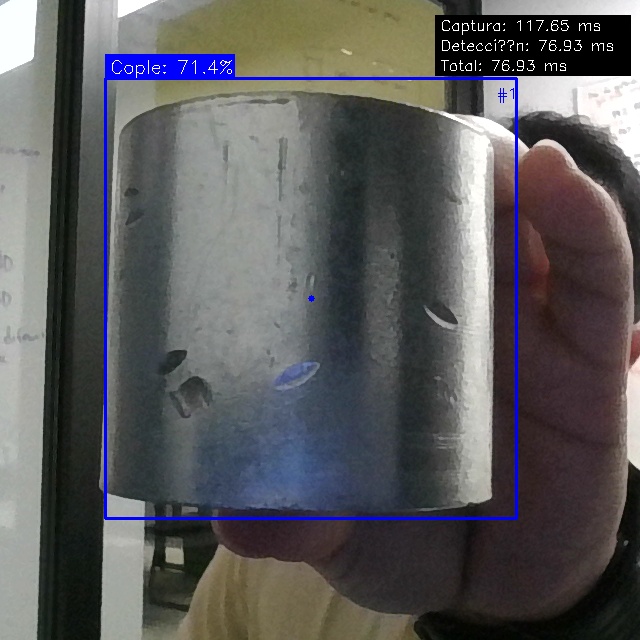 Captura: 117.65 ms
Detecci??n: 76.93 ms
Total: 76.93 ms
Cople: 71.4%
#1